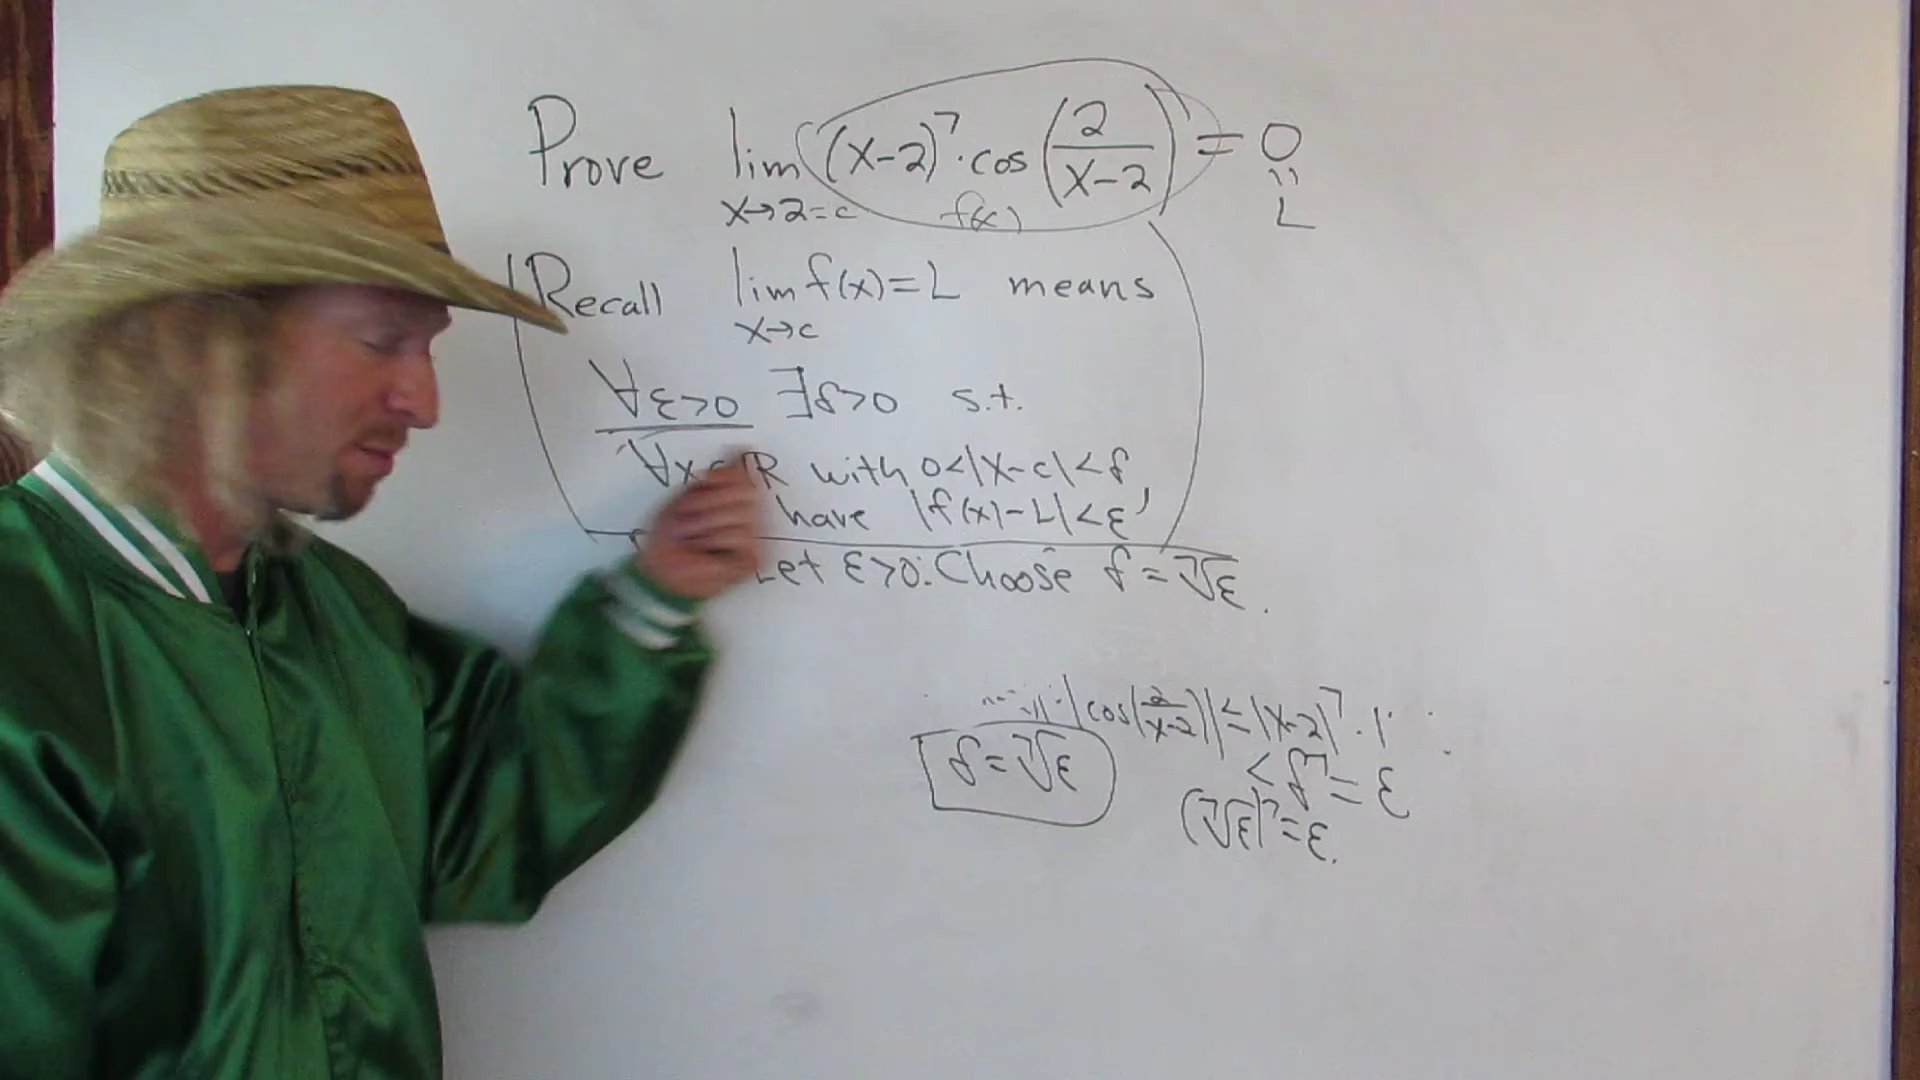 Prove lim (x-2)⁷·cos(2/(x-2)) = 0
x→2=c f(x) = L
Recall lim f(x)=L means
x→c
∀ε>0 ∃δ>0 s.t.
∀x∈ℝ with 0<|x-c|<δ,
have |f(x)-L|<ε
Let ε>0. Choose δ=⁷√ε.
|cos(2/(x-2))| ≤ |x-2|⁷·1
δ=⁷√ε < δ⁷ = ε
(⁷√ε)⁷=ε.